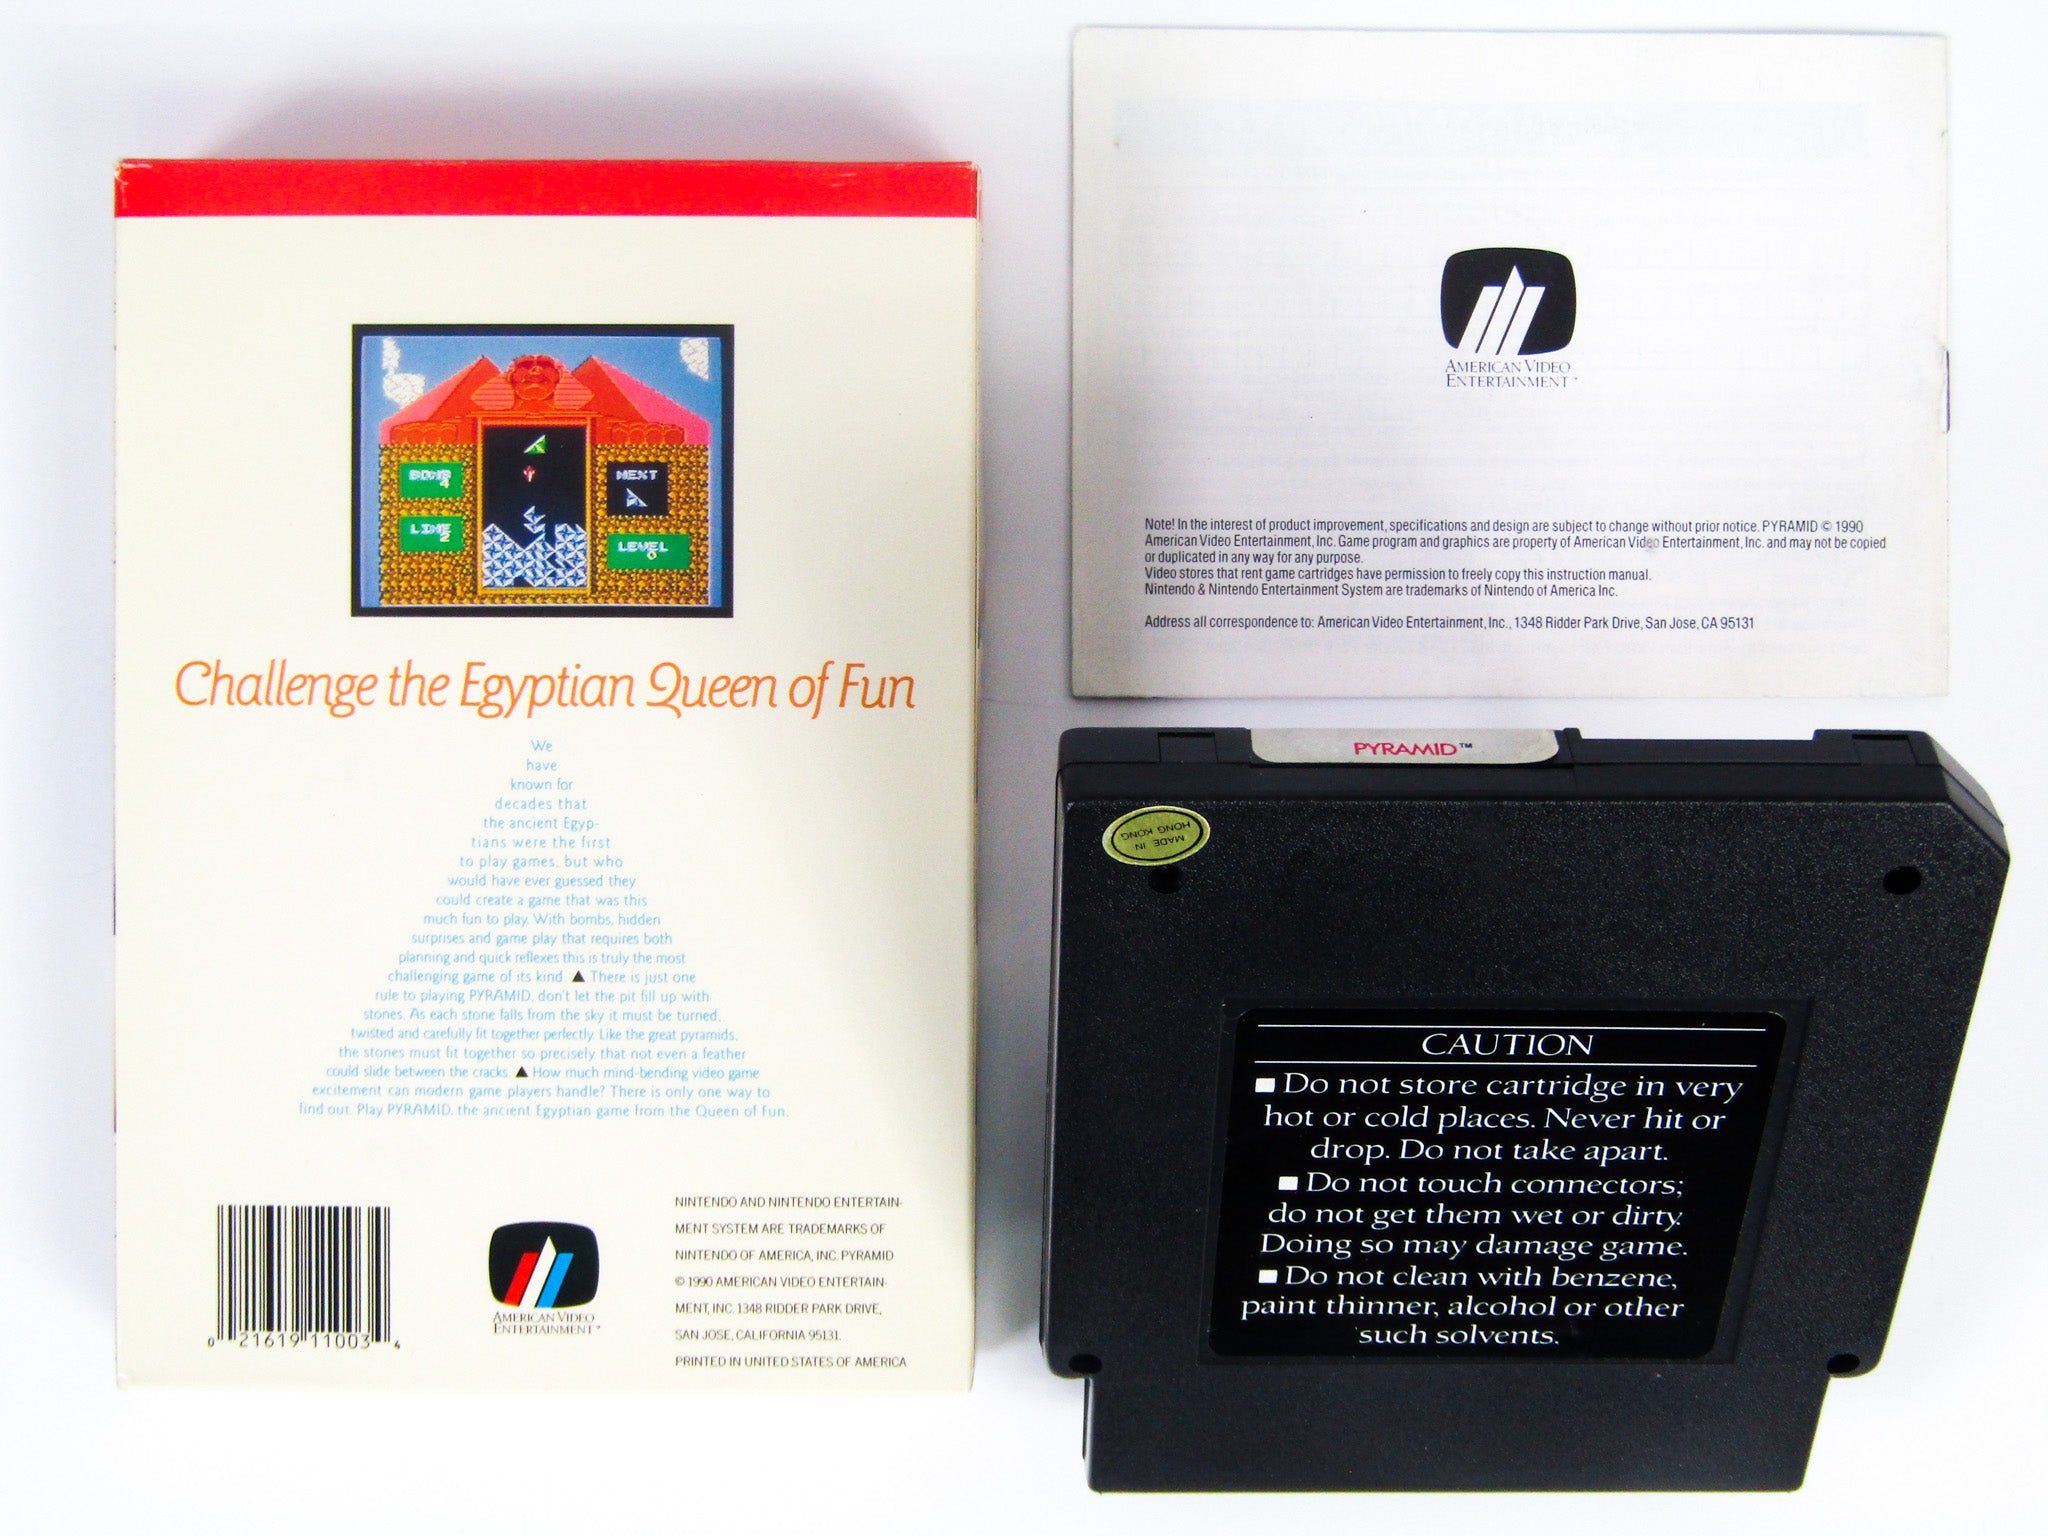 BOMB
4
LINE
2
NEXT
LEVEL
0
Challenge the Egyptian Queen of Fun
We
have
known for
decades that
the ancient Egyp-
tians were the first
to play games, but who
would have ever guessed they
could create a game that was this
much fun to play. With bombs, hidden
surprises and game play that requires both
planning and quick reflexes this is truly the most
challenging game of its kind. ▲ There is just one
rule to playing PYRAMID, don't let the pit fill up with
stones. As each stone falls from the sky it must be turned,
twisted and carefully fit together perfectly. Like the great pyramids,
the stones must fit together so precisely that not even a feather
could slide between the cracks. ▲ How much mind-bending video game
excitement can modern game players handle? There is only one way to
find out. Play PYRAMID, the ancient Egyptian game from the Queen of Fun.
0 21619 11003 4
AMERICAN VIDEO
ENTERTAINMENT™
NINTENDO AND NINTENDO ENTERTAIN-
MENT SYSTEM ARE TRADEMARKS OF
NINTENDO OF AMERICA, INC. PYRAMID
© 1990 AMERICAN VIDEO ENTERTAIN-
MENT, INC. 1348 RIDDER PARK DRIVE,
SAN JOSE, CALIFORNIA 95131.
PRINTED IN UNITED STATES OF AMERICA
AMERICAN VIDEO
ENTERTAINMENT™
Note! In the interest of product improvement, specifications and design are subject to change without prior notice. PYRAMID © 1990
American Video Entertainment, Inc. Game program and graphics are property of American Video Entertainment, Inc. and may not be copied
or duplicated in any way for any purpose.
Video stores that rent game cartridges have permission to freely copy this instruction manual.
Nintendo & Nintendo Entertainment System are trademarks of Nintendo of America Inc.
Address all correspondence to: American Video Entertainment, Inc., 1348 Ridder Park Drive, San Jose, CA 95131
PYRAMID™
MADE IN
HONG KONG
CAUTION
■ Do not store cartridge in very
hot or cold places. Never hit or
drop. Do not take apart.
■ Do not touch connectors;
do not get them wet or dirty.
Doing so may damage game.
■ Do not clean with benzene,
paint thinner, alcohol or other
such solvents.